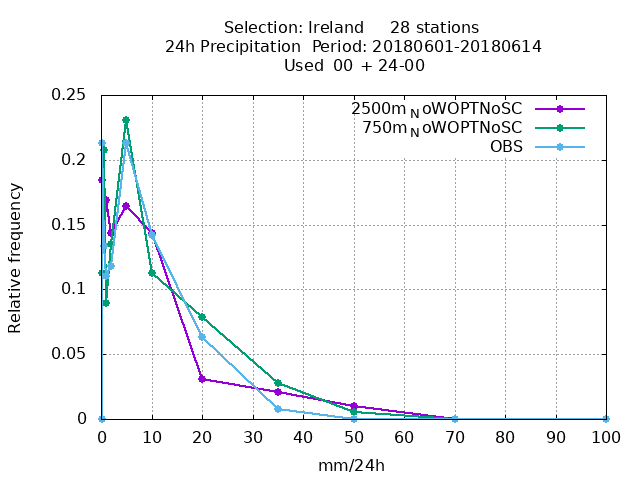 Selection: Ireland 28 stations
24h Precipitation Period: 20180601-20180614
Used 00 + 24-00
2500m_NoWOPTNoSC
750m_NoWOPTNoSC
OBS
Relative frequency
0.25
0.2
0.15
0.1
0.05
0
0 10 20 30 40 50 60 70 80 90 100
mm/24h